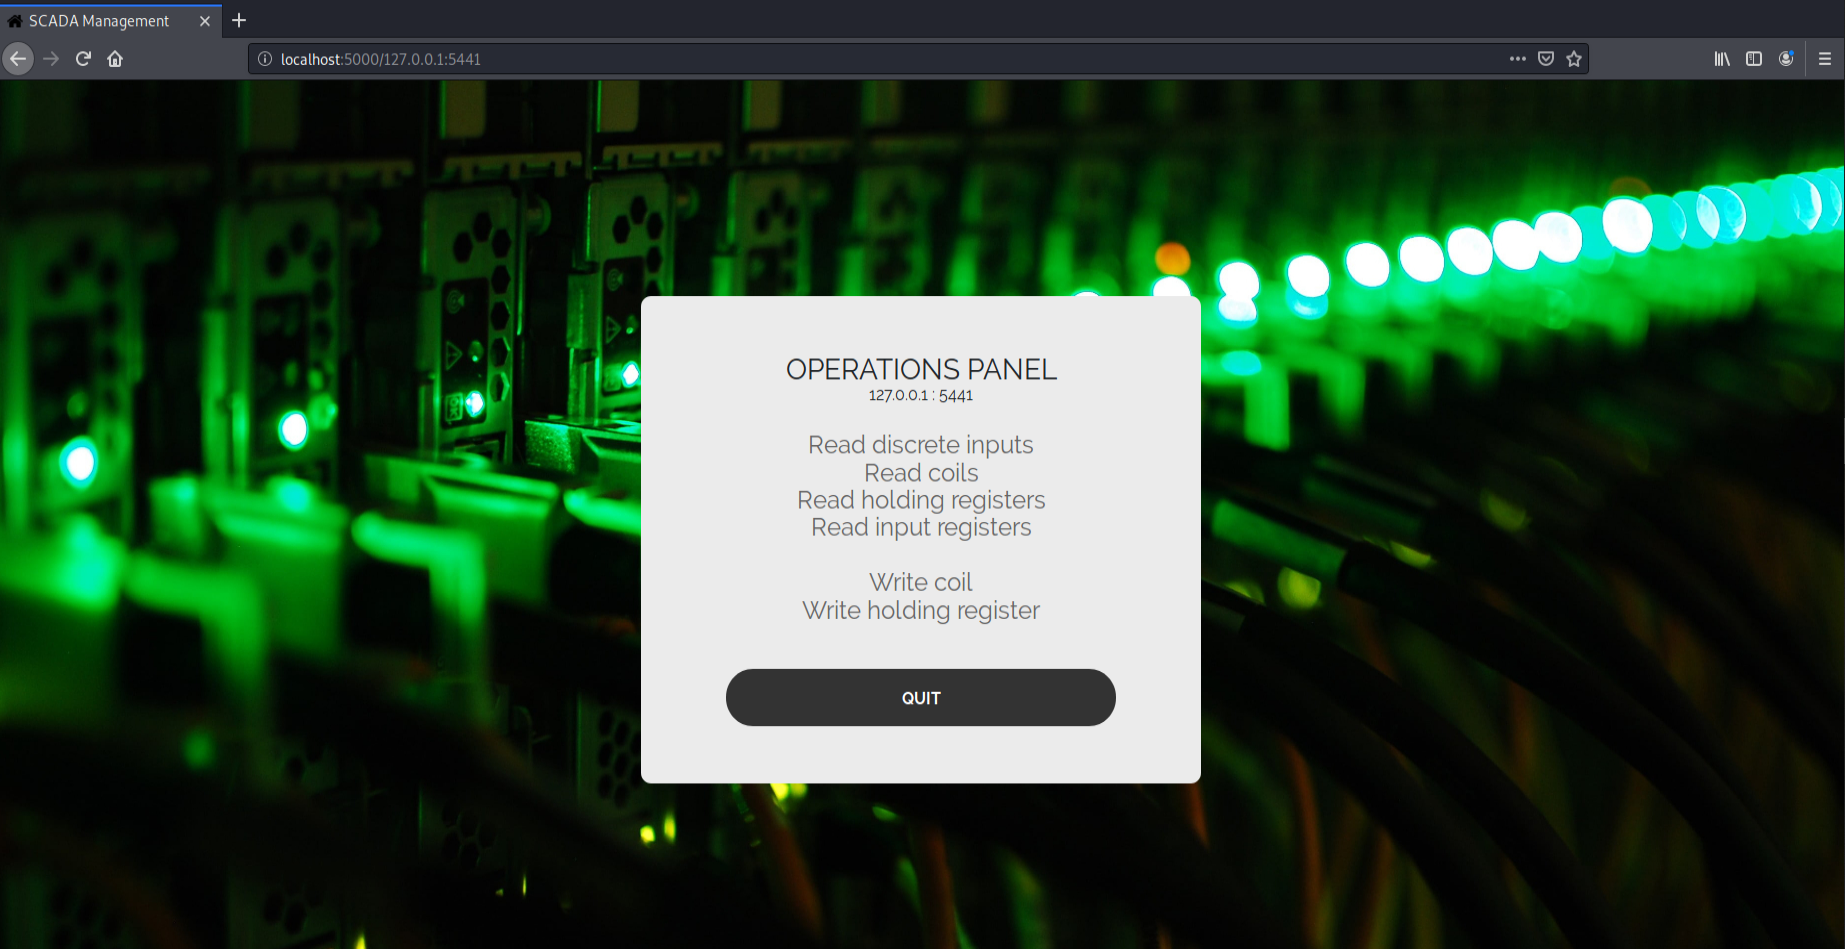 SCADA Management
localhost:5000/127.0.0.1:5441
OPERATIONS PANEL
127.0.0.1 : 5441
Read discrete inputs
Read coils
Read holding registers
Read input registers
Write coil
Write holding register
QUIT